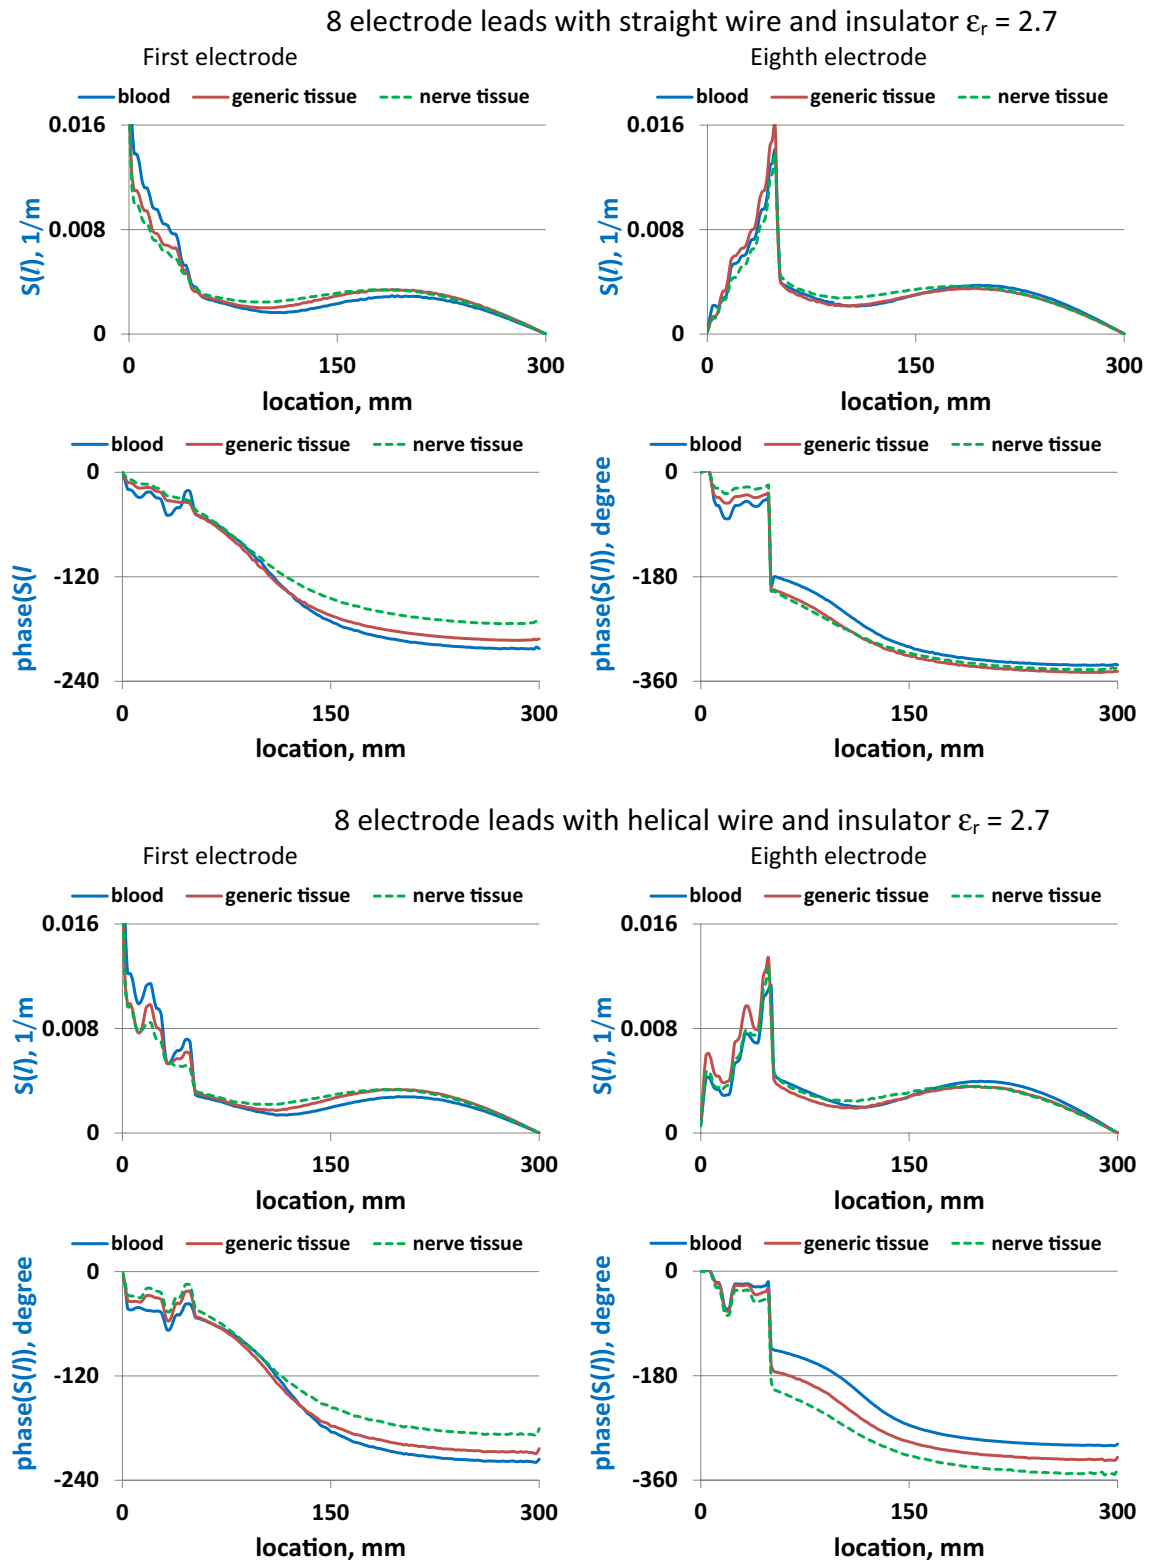 8 electrode leads with straight wire and insulator εr = 2.7
First electrode
Eighth electrode
blood generic tissue nerve tissue
blood generic tissue nerve tissue
0.016
0.008
0
S(l), 1/m
0 150 300
location, mm
0.016
0.008
0
S(l), 1/m
0 150 300
location, mm
blood generic tissue nerve tissue
blood generic tissue nerve tissue
0
-120
-240
phase(S(l
0 150 300
location, mm
0
-180
-360
phase(S(l)), degree
0 150 300
location, mm
8 electrode leads with helical wire and insulator εr = 2.7
First electrode
Eighth electrode
blood generic tissue nerve tissue
blood generic tissue nerve tissue
0.016
0.008
0
S(l), 1/m
0 150 300
location, mm
0.016
0.008
0
S(l), 1/m
0 150 300
location, mm
blood generic tissue nerve tissue
blood generic tissue nerve tissue
0
-120
-240
phase(S(l)), degree
0 150 300
location, mm
0
-180
-360
phase(S(l)), degree
0 150 300
location, mm